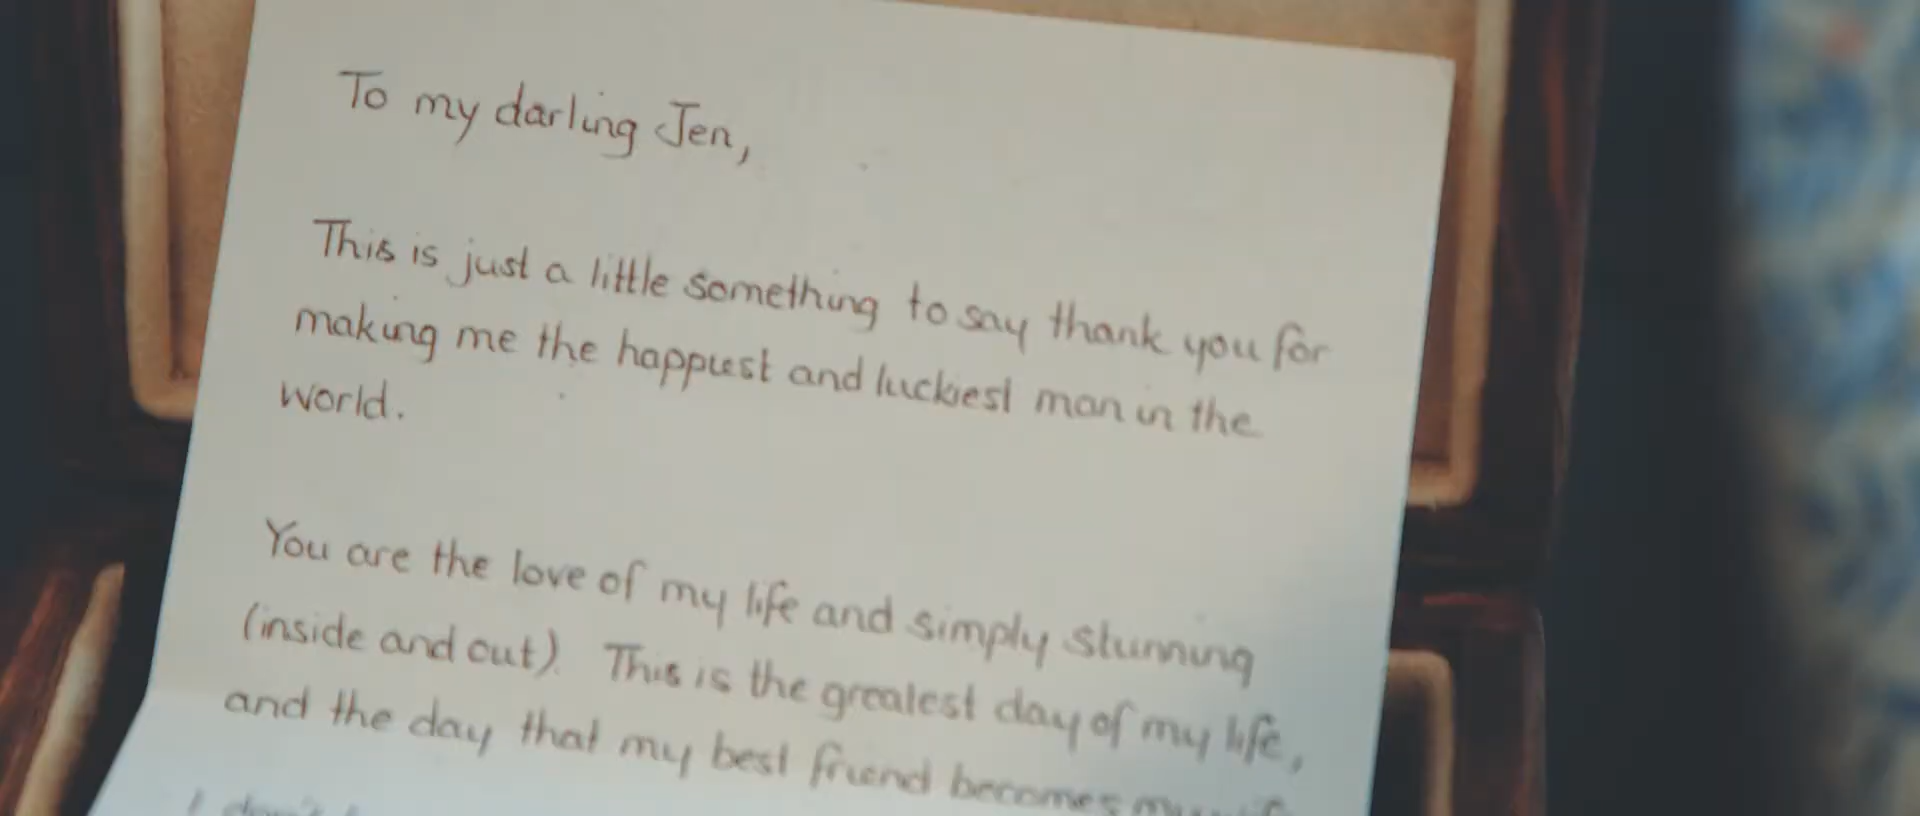 To my darling Jen,
This is just a little something to say thank you for
making me the happiest and luckiest man in the
world.
You are the love of my life and simply stunning
(inside and out). This is the greatest day of my life,
and the day that my best friend becomes my
I don't